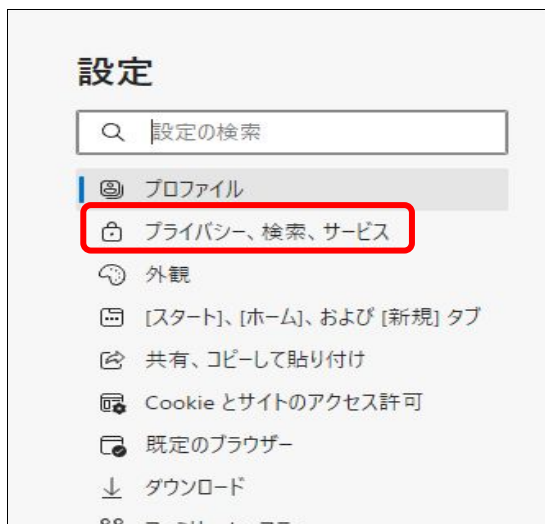 設定
設定の検索
プロファイル
プライバシー、検索、サービス
外観
[スタート]、[ホーム]、および [新規] タブ
共有、コピーして貼り付け
Cookie とサイトのアクセス許可
既定のブラウザー
ダウンロード